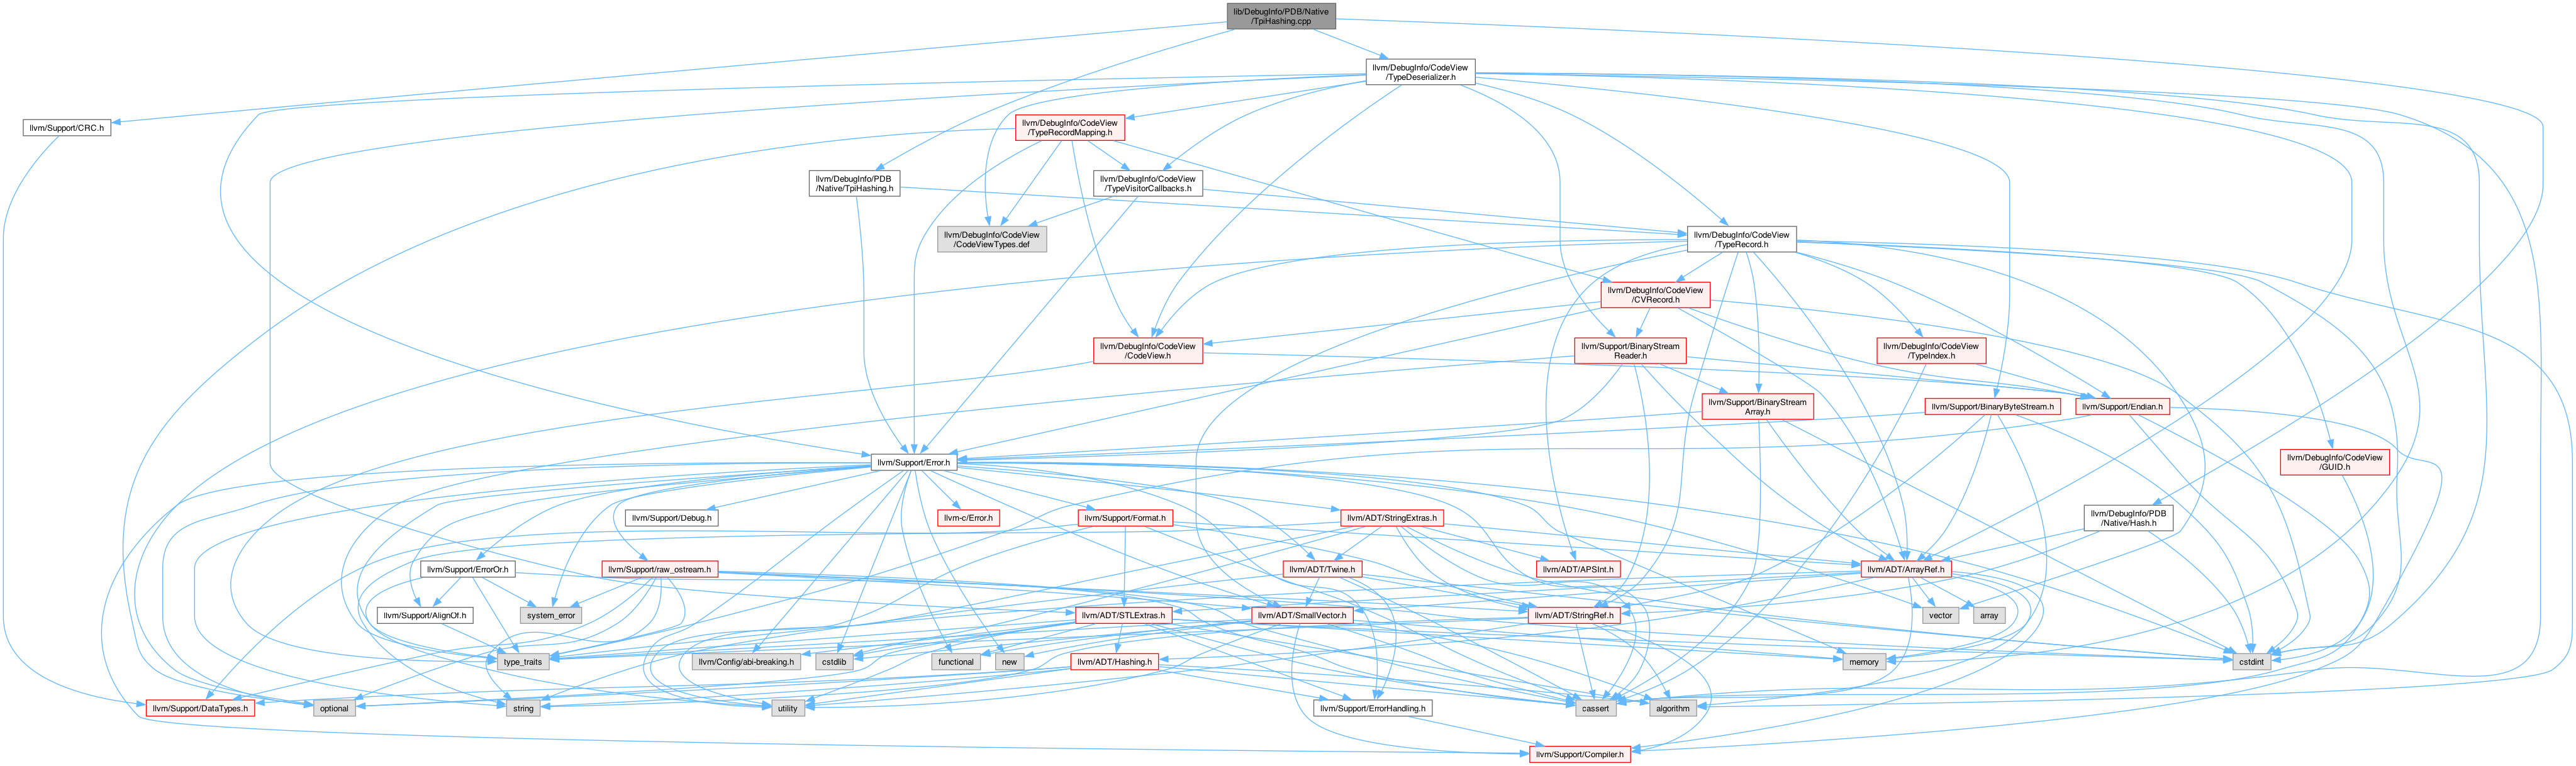 lib/DebugInfo/PDB/Native
/TpiHashing.cpp
llvm/DebugInfo/CodeView
/TypeDeserializer.h
llvm/Support/CRC.h
llvm/DebugInfo/CodeView
/TypeRecordMapping.h
llvm/DebugInfo/PDB
/Native/TpiHashing.h
llvm/DebugInfo/CodeView
/TypeVisitorCallbacks.h
llvm/DebugInfo/CodeView
/CodeViewTypes.def
llvm/DebugInfo/CodeView
/TypeRecord.h
llvm/DebugInfo/CodeView
/CVRecord.h
llvm/DebugInfo/CodeView
/CodeView.h
llvm/Support/BinaryStream
Reader.h
llvm/DebugInfo/CodeView
/TypeIndex.h
llvm/Support/BinaryStream
Array.h
llvm/Support/BinaryByteStream.h
llvm/Support/Endian.h
llvm/Support/Error.h
llvm/DebugInfo/CodeView
/GUID.h
llvm/Support/Debug.h
llvm-c/Error.h
llvm/Support/Format.h
llvm/ADT/StringExtras.h
llvm/DebugInfo/PDB
/Native/Hash.h
llvm/Support/ErrorOr.h
llvm/Support/raw_ostream.h
llvm/ADT/Twine.h
llvm/ADT/APSInt.h
llvm/ADT/ArrayRef.h
llvm/Support/AlignOf.h
system_error
llvm/ADT/STLExtras.h
llvm/ADT/SmallVector.h
llvm/ADT/StringRef.h
vector
array
type_traits
llvm/Config/abi-breaking.h
cstdlib
functional
new
llvm/ADT/Hashing.h
memory
cstdint
llvm/Support/DataTypes.h
optional
string
utility
llvm/Support/ErrorHandling.h
cassert
algorithm
llvm/Support/Compiler.h